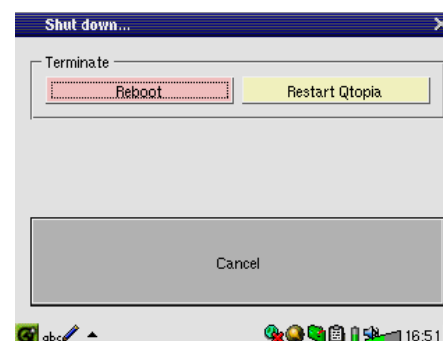 Shut down...
Terminate
Reboot
Restart Qtopia
Cancel
abc
16:51